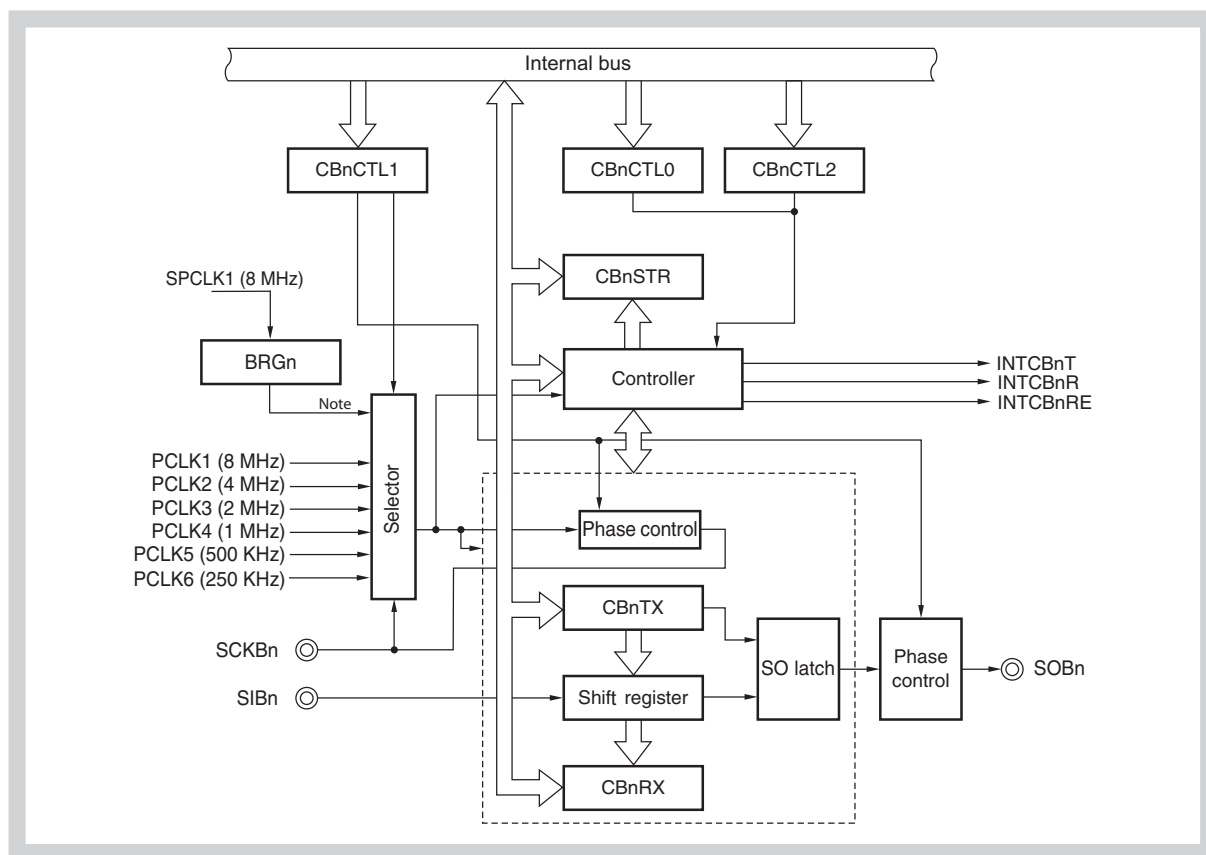 Internal bus
CBnCTL1
CBnCTL0
CBnCTL2
SPCLK1 (8 MHz)
CBnSTR
BRGn
Controller
INTCBnT
INTCBnR
INTCBnRE
Note
PCLK1 (8 MHz)
PCLK2 (4 MHz)
PCLK3 (2 MHz)
PCLK4 (1 MHz)
PCLK5 (500 KHz)
PCLK6 (250 KHz)
Selector
Phase control
CBnTX
SCKBn
SO latch
Phase
control
SOBn
SIBn
Shift register
CBnRX